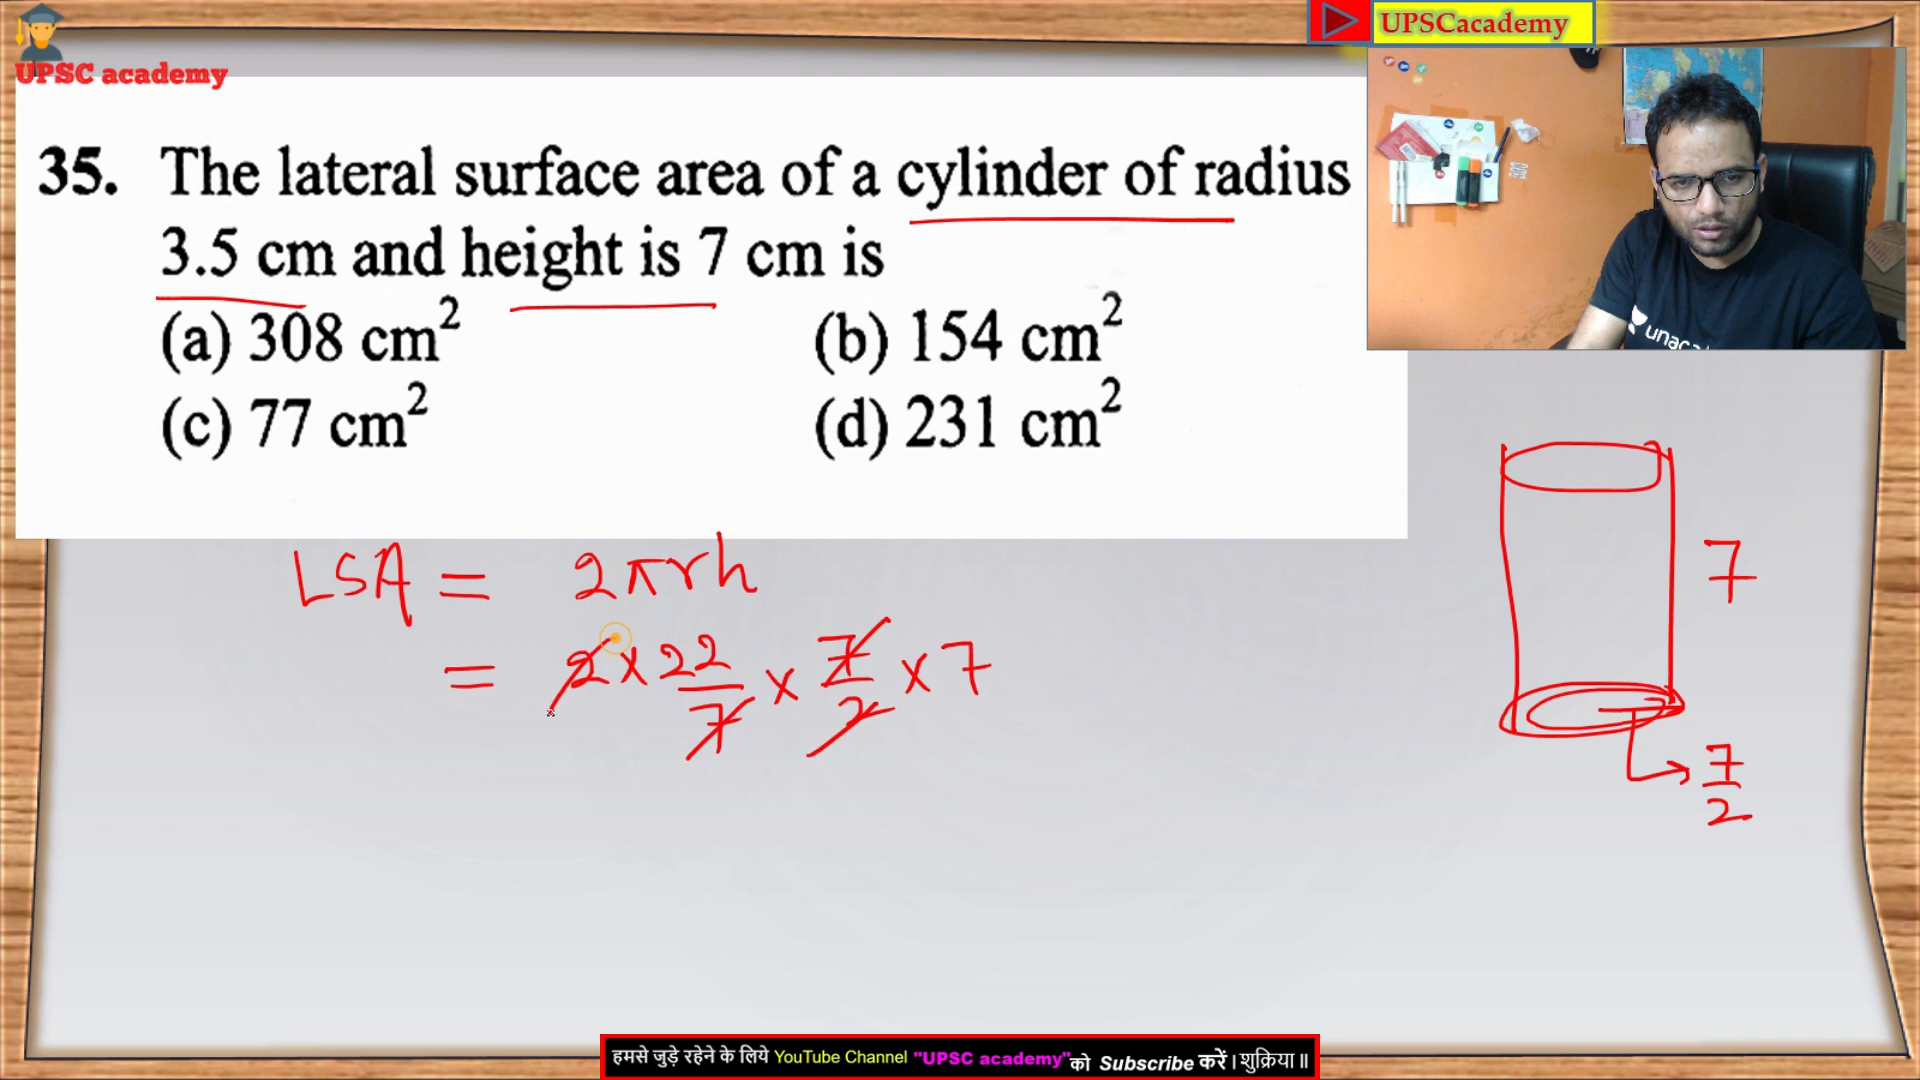 UPSCacademy
UPSC academy
35. The lateral surface area of a cylinder of radius
3.5 cm and height is 7 cm is
(a) 308 cm² (b) 154 cm²
(c) 77 cm² (d) 231 cm²
LSA = 2πrh
= 2 × 22/7 × 7/2 × 7
7
7/2
हमसे जुड़े रहेने के लिये YouTube Channel "UPSC academy" को Subscribe करें । शुक्रिया ॥